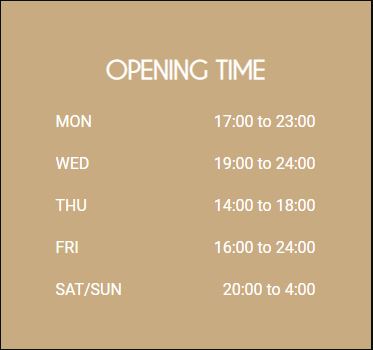 OPENING TIME
MON 17:00 to 23:00
WED 19:00 to 24:00
THU 14:00 to 18:00
FRI 16:00 to 24:00
SAT/SUN 20:00 to 4:00